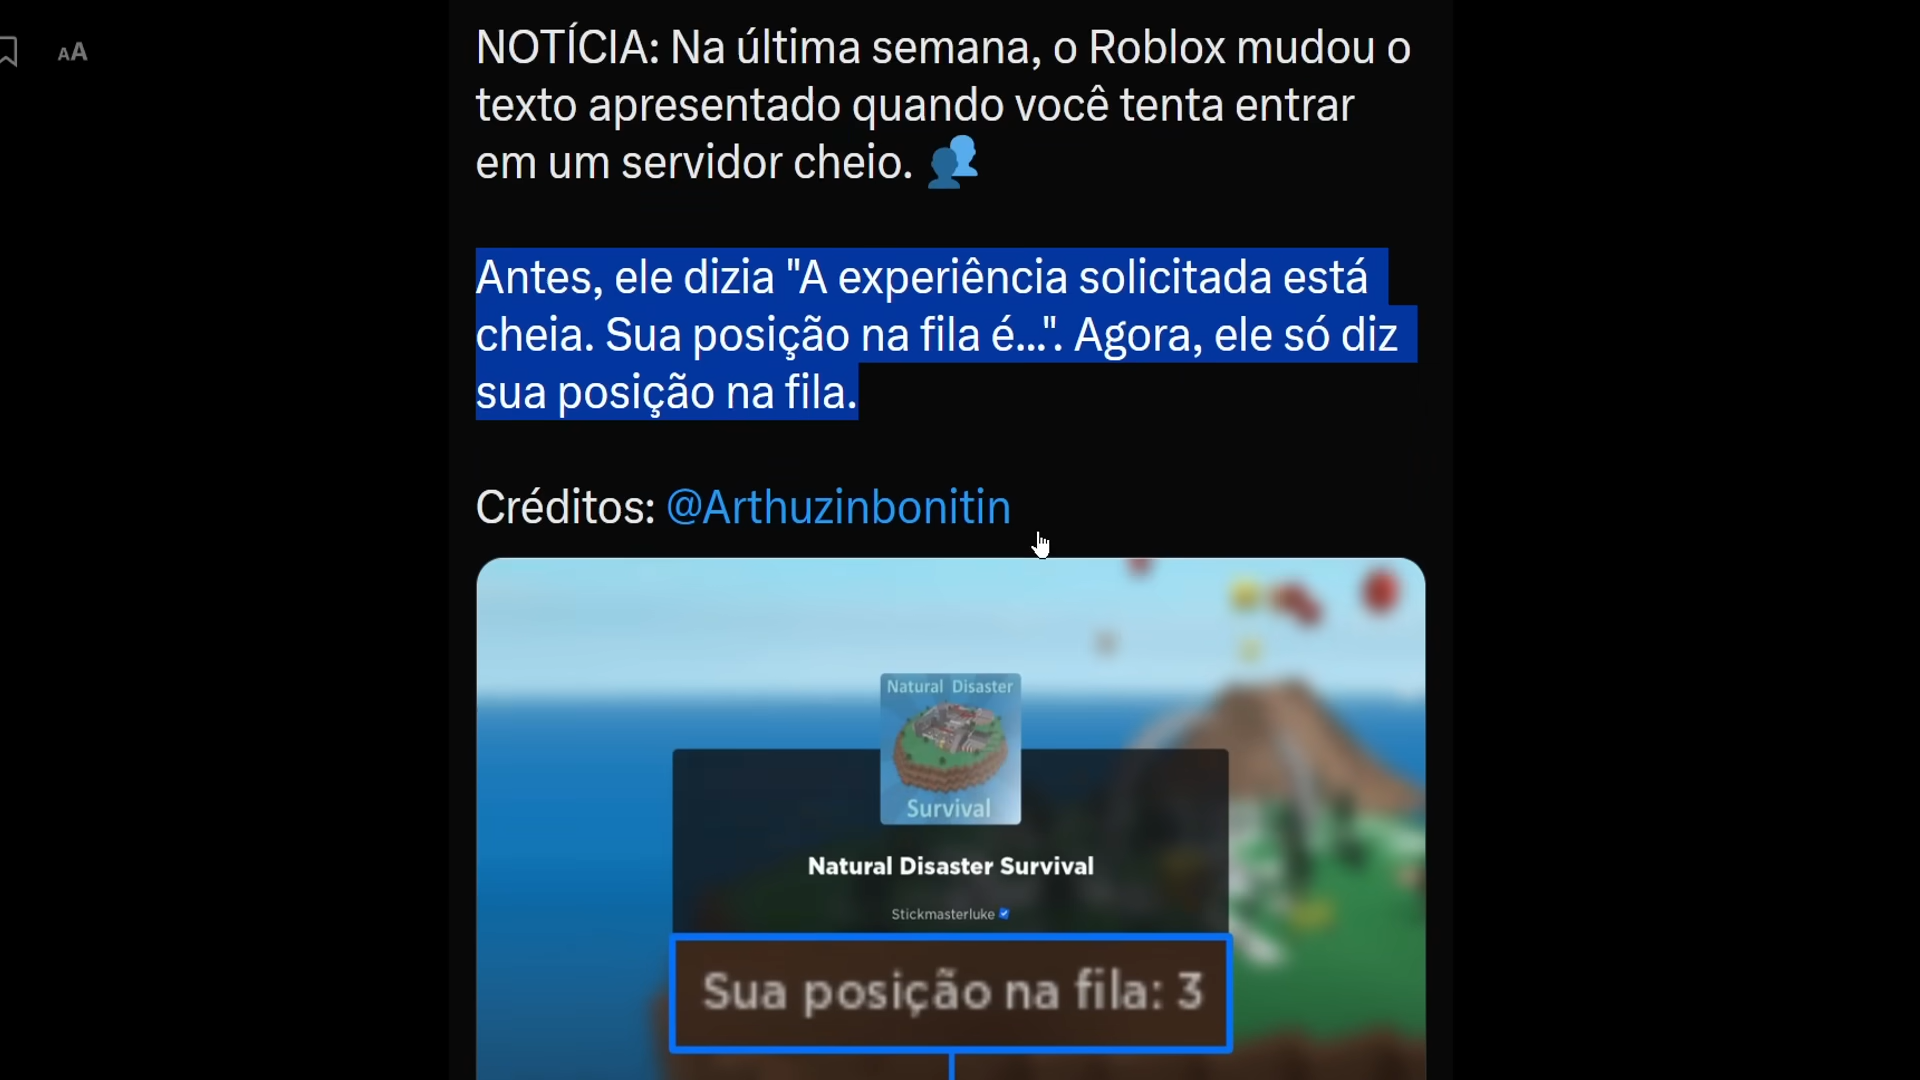 AA
NOTÍCIA: Na última semana, o Roblox mudou o
texto apresentado quando você tenta entrar
em um servidor cheio.
Antes, ele dizia "A experiência solicitada está
cheia. Sua posição na fila é...". Agora, ele só diz
sua posição na fila.
Créditos: @Arthuzinbonitin
Natural Disaster
Survival
Natural Disaster Survival
Stickmasterluke
Sua posição na fila: 3